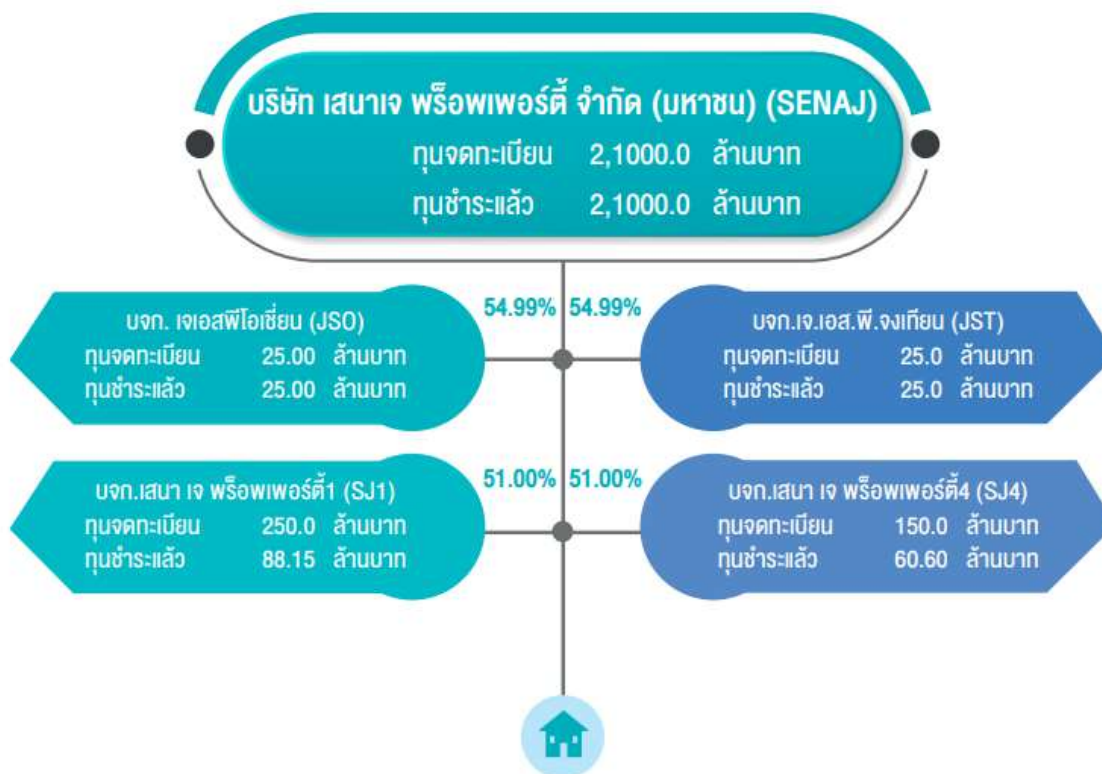 บริษัท เสนาเจ พร็อพเพอร์ตี้ จำกัด (มหาชน) (SENAJ)
ทุนจดทะเบียน 2,1000.0 ล้านบาท
ทุนชำระแล้ว 2,1000.0 ล้านบาท
54.99% 54.99%
บจก. เจเอสพีโอเชี่ยน (JSO)
ทุนจดทะเบียน 25.00 ล้านบาท
ทุนชำระแล้ว 25.00 ล้านบาท
บจก.เจ.เอส.พี.จงเทียน (JST)
ทุนจดทะเบียน 25.0 ล้านบาท
ทุนชำระแล้ว 25.0 ล้านบาท
51.00% 51.00%
บจก.เสนา เจ พร็อพเพอร์ตี้1 (SJ1)
ทุนจดทะเบียน 250.0 ล้านบาท
ทุนชำระแล้ว 88.15 ล้านบาท
บจก.เสนา เจ พร็อพเพอร์ตี้4 (SJ4)
ทุนจดทะเบียน 150.0 ล้านบาท
ทุนชำระแล้ว 60.60 ล้านบาท